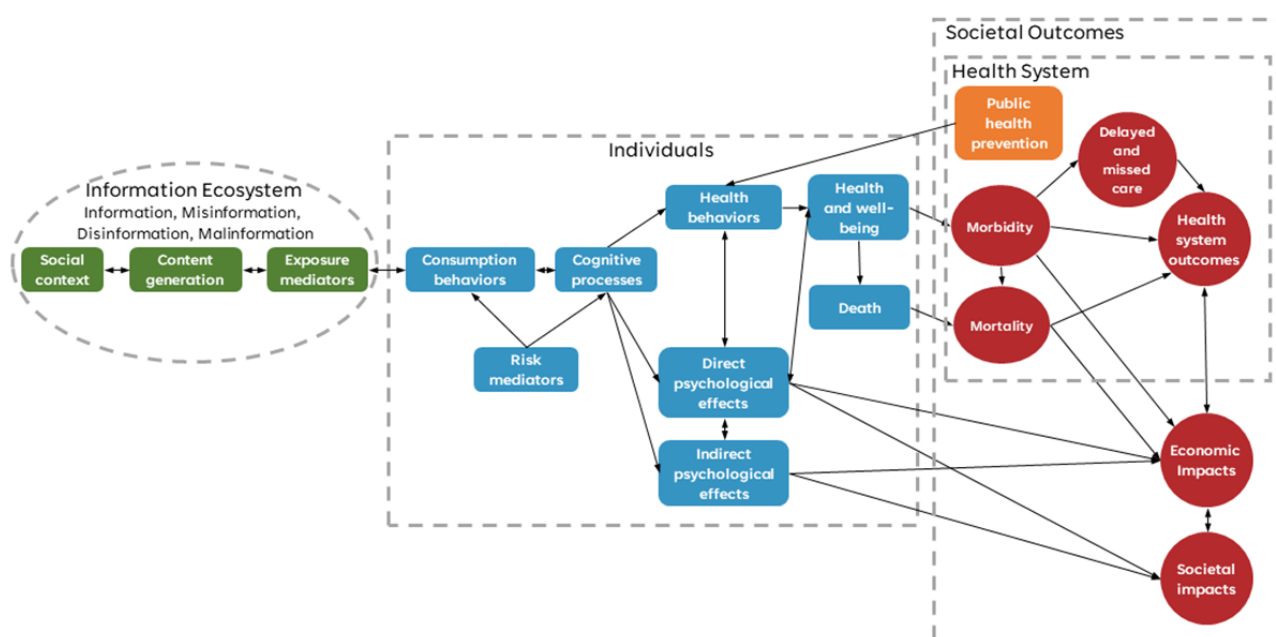 Societal Outcomes
Health System
Public
health
prevention
Delayed
and
missed
care
Individuals
Information Ecosystem
Information, Misinformation,
Disinformation, Malinformation
Social
context
Content
generation
Exposure
mediators
Consumption
behaviors
Cognitive
processes
Risk
mediators
Health
behaviors
Health
and well-
being
Death
Direct
psychological
effects
Indirect
psychological
effects
Morbidity
Mortality
Health
system
outcomes
Economic
Impacts
Societal
impacts